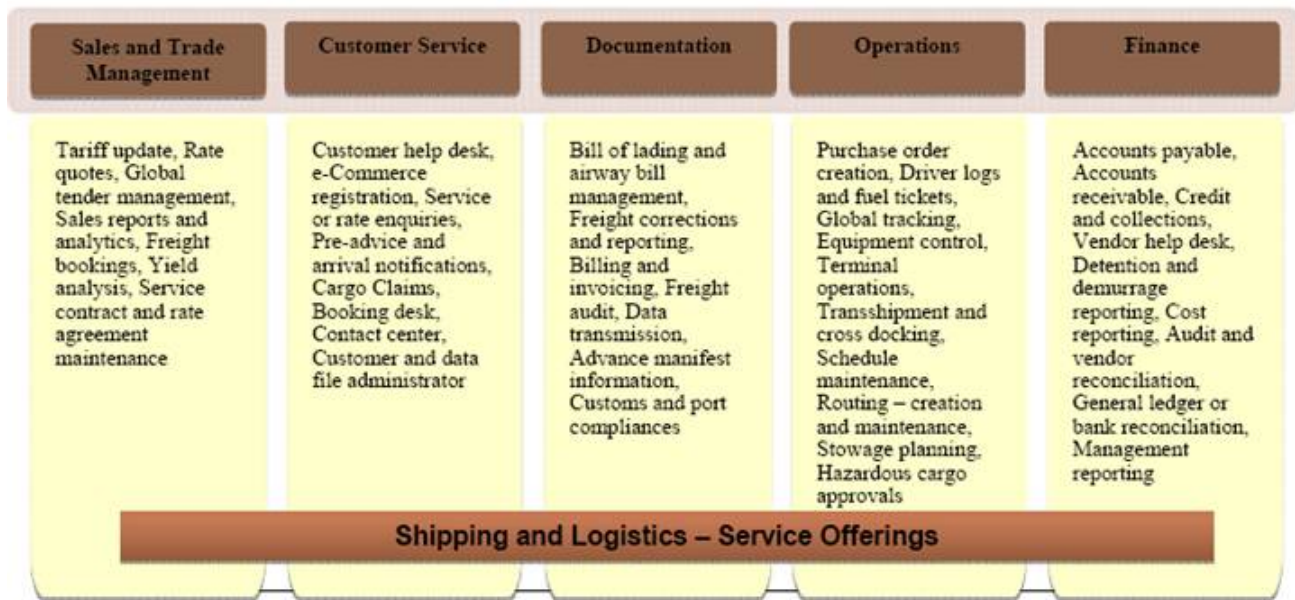 Sales and Trade
Management
Customer Service
Documentation
Operations
Finance
Tariff update, Rate
quotes, Global
tender management,
Sales reports and
analytics, Freight
bookings, Yield
analysis, Service
contract and rate
agreement
maintenance
Customer help desk,
e-Commerce
registration, Service
or rate enquiries,
Pre-advice and
arrival notifications,
Cargo Claims,
Booking desk,
Contact center,
Customer and data
file administrator
Bill of lading and
airway bill
management,
Freight corrections
and reporting,
Billing and
invoicing, Freight
audit, Data
transmission,
Advance manifest
information,
Customs and port
compliances
Purchase order
creation, Driver logs
and fuel tickets,
Global tracking,
Equipment control,
Terminal
operations,
Transshipment and
cross docking,
Schedule
maintenance,
Routing – creation
and maintenance,
Stowage planning,
Hazardous cargo
approvals
Accounts payable,
Accounts
receivable, Credit
and collections,
Vendor help desk,
Detention and
demurrage
reporting, Cost
reporting, Audit and
vendor
reconciliation,
General ledger or
bank reconciliation,
Management
reporting
Shipping and Logistics – Service Offerings